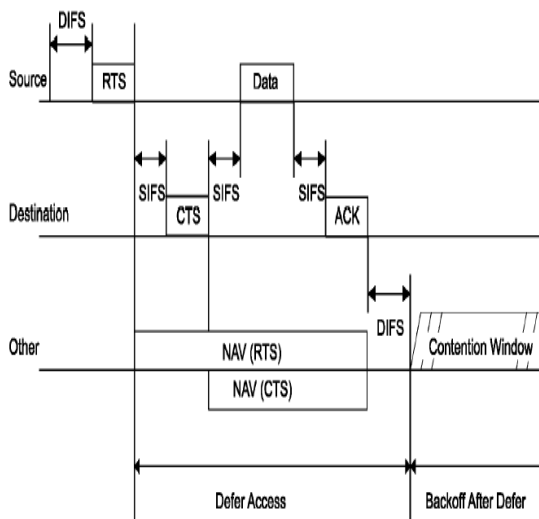 DIFS
Source
RTS
Data
SIFS
SIFS
SIFS
Destination
CTS
ACK
DIFS
Other
NAV (RTS)
Contention Window
NAV (CTS)
Defer Access
Backoff After Defer